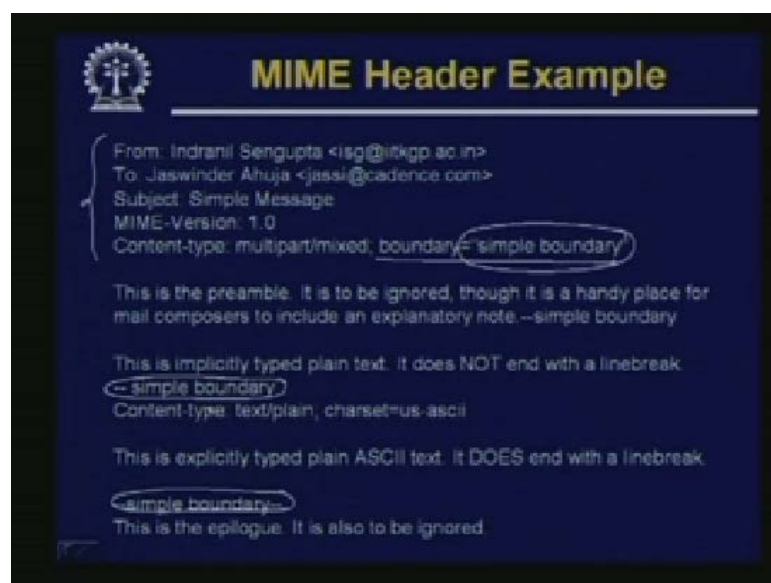 MIME Header Example
From: Indranil Sengupta <isg@iitkgp.ac.in>
To: Jaswinder Ahuja <jassi@cadence.com>
Subject: Simple Message
MIME-Version: 1.0
Content-type: multipart/mixed; boundary="simple boundary"
This is the preamble. It is to be ignored, though it is a handy place for
mail composers to include an explanatory note.--simple boundary
This is implicitly typed plain text. It does NOT end with a linebreak.
-- simple boundary
Content-type: text/plain; charset=us-ascii
This is explicitly typed plain ASCII text. It DOES end with a linebreak.
--simple boundary--
This is the epilogue. It is also to be ignored.